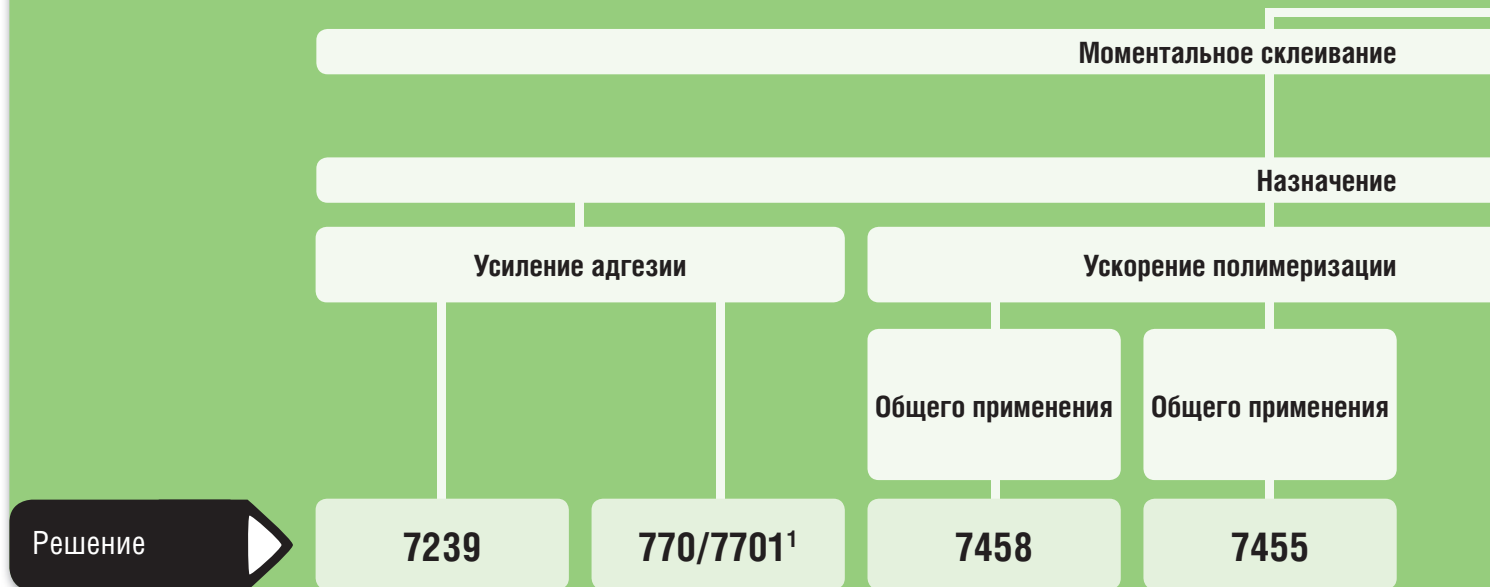 Моментальное склеивание
Назначение
Усиление адгезии
Ускорение полимеризации
Общего применения
Общего применения
Решение
7239
770/7701¹
7458
7455